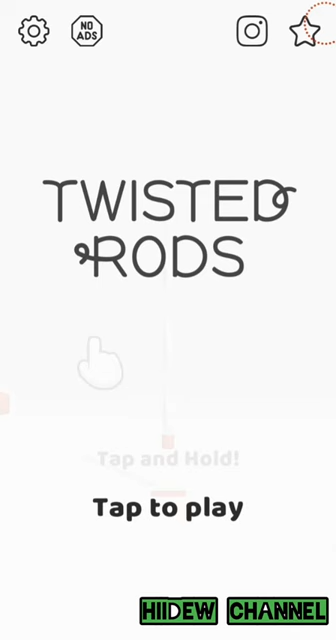 NO
ADS
TWISTED
RODS
Tap and Hold!
Tap to play
HIIDEW CHANNEL